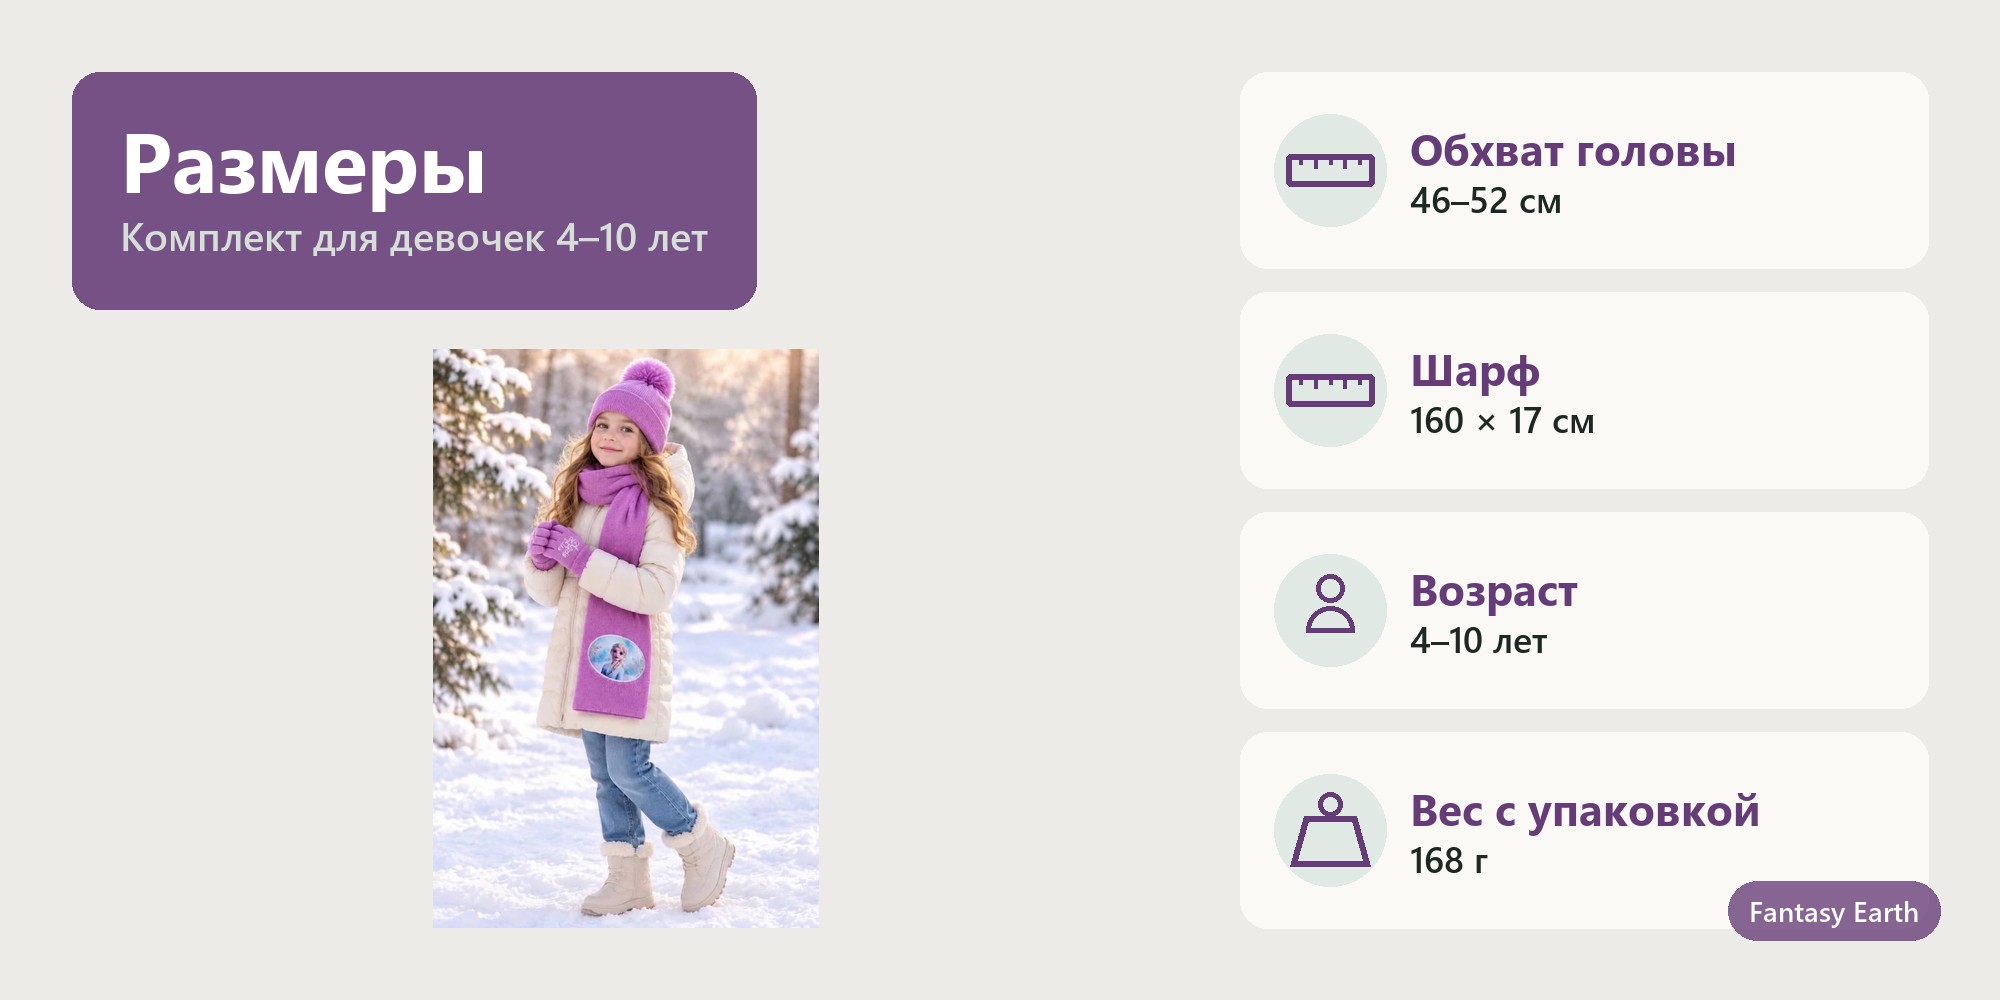 Размеры
Комплект для девочек 4–10 лет
Обхват головы
46–52 см
Шарф
160 × 17 см
Возраст
4–10 лет
Вес с упаковкой
168 г
Fantasy Earth